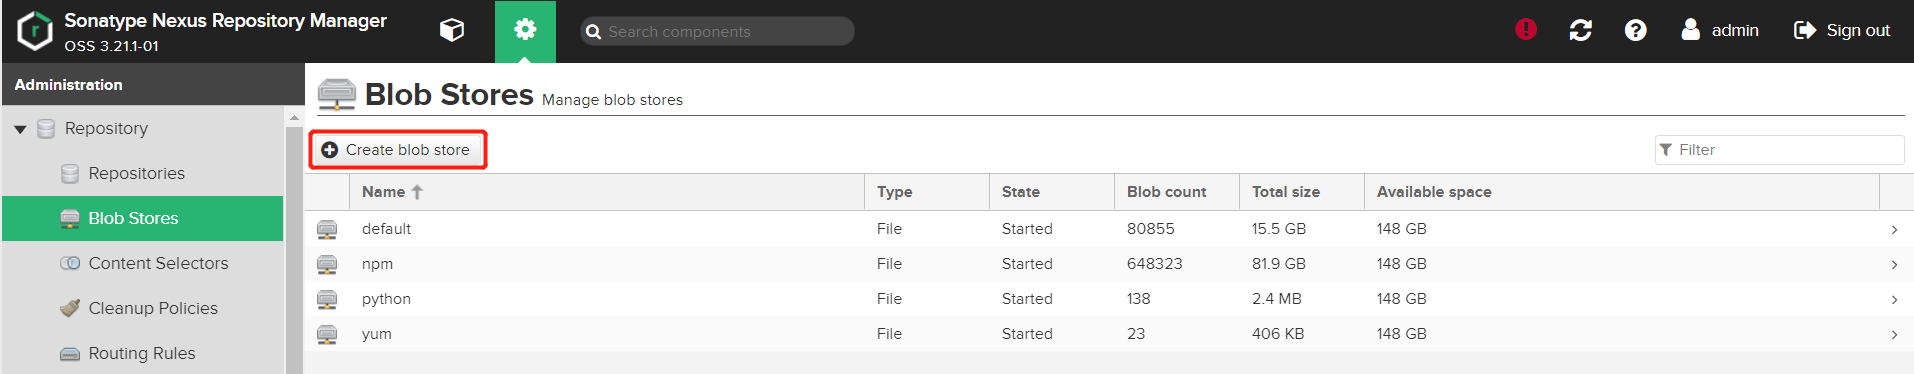 Sonatype Nexus Repository Manager
OSS 3.21.1-01
Search components
admin
Sign out
Administration
Repository
Repositories
Blob Stores
Content Selectors
Cleanup Policies
Routing Rules
Blob Stores Manage blob stores
Create blob store
Filter
Name Type State Blob count Total size Available space
default File Started 80855 15.5 GB 148 GB
npm File Started 648323 81.9 GB 148 GB
python File Started 138 2.4 MB 148 GB
yum File Started 23 406 KB 148 GB